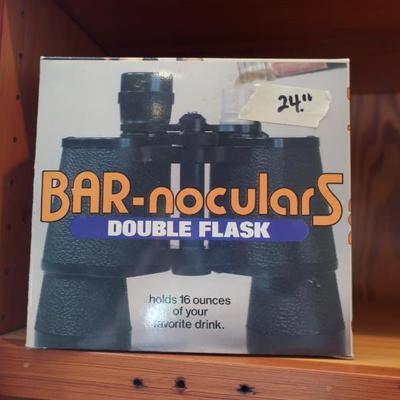 24.00
BAR-nocularS
DOUBLE FLASK
holds 16 ounces
of your
favorite drink.